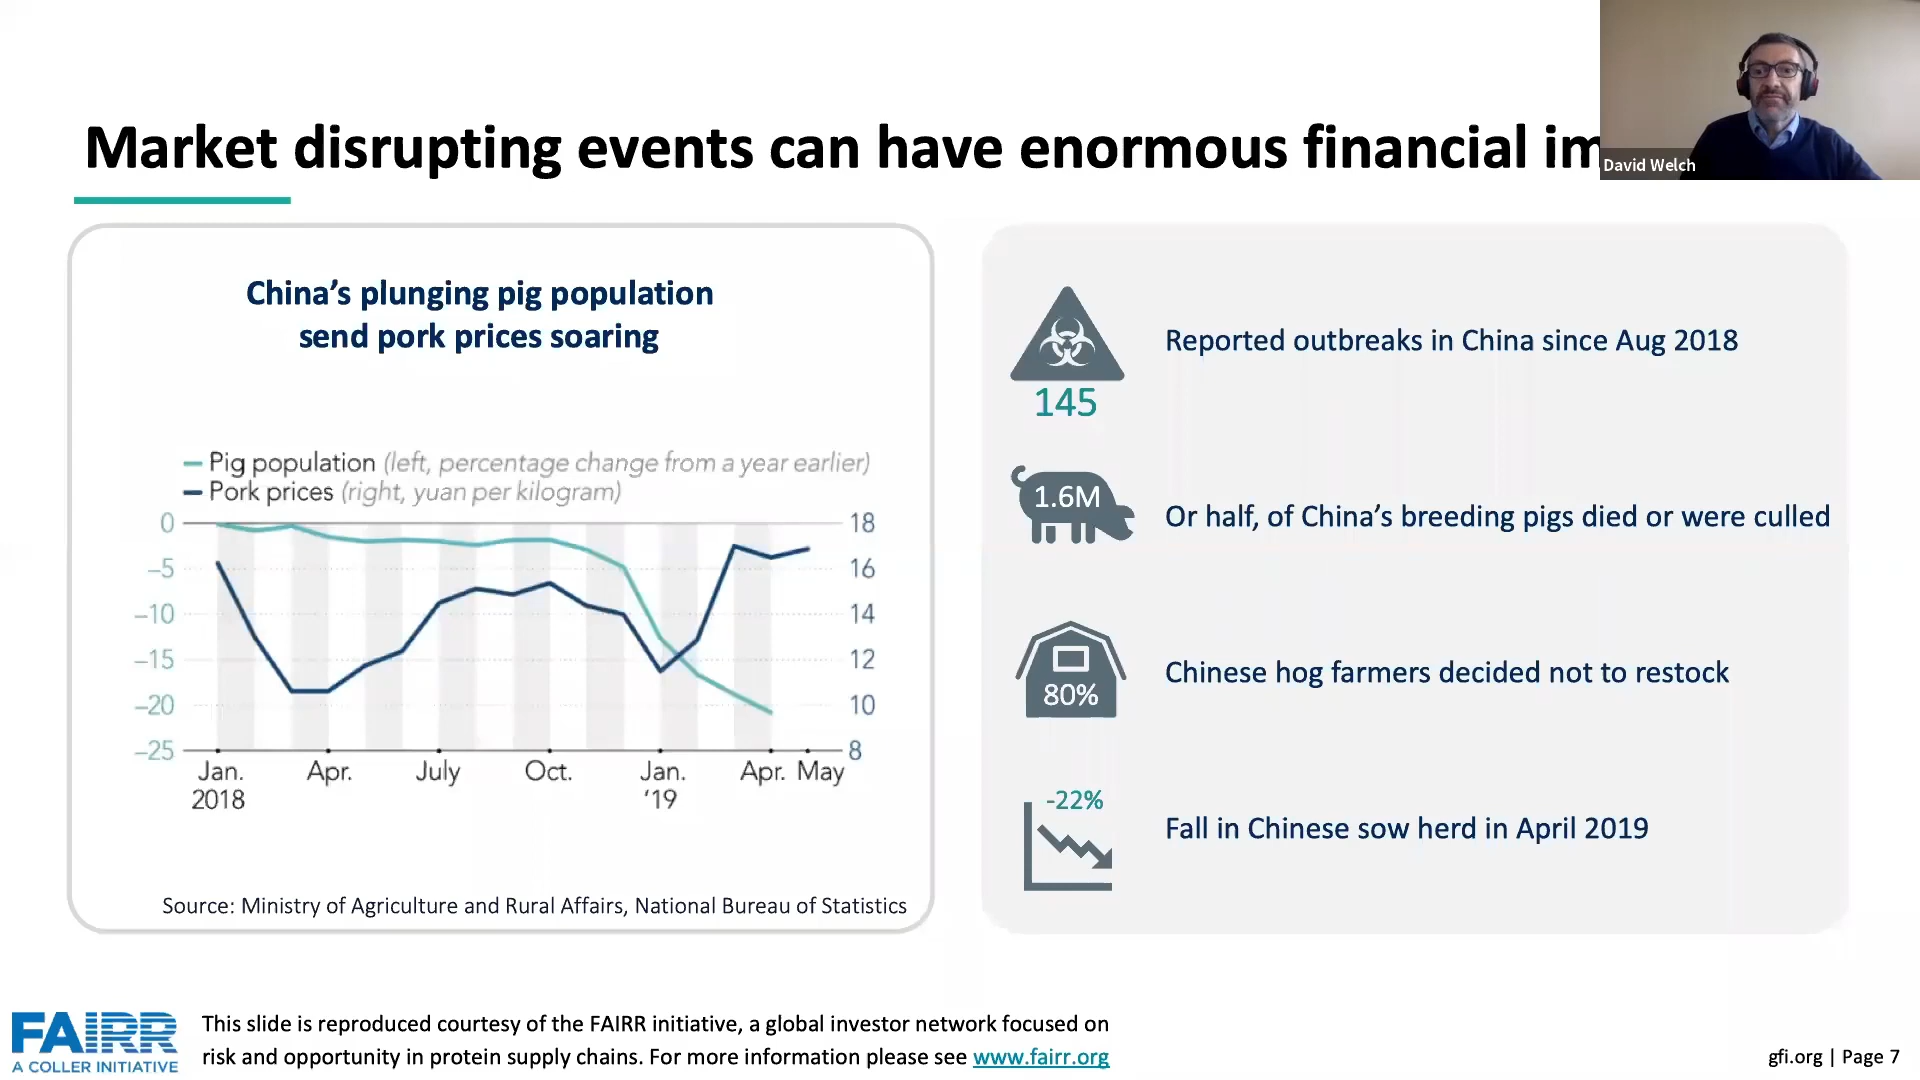 Market disrupting events can have enormous financial im
David Welch
China’s plunging pig population
send pork prices soaring
Pig population (left, percentage change from a year earlier)
Pork prices (right, yuan per kilogram)
0
–5
–10
–15
–20
–25
18
16
14
12
10
8
Jan. Apr. July Oct. Jan. Apr. May
2018 ‘19
Source: Ministry of Agriculture and Rural Affairs, National Bureau of Statistics
Reported outbreaks in China since Aug 2018
145
1.6M
Or half, of China’s breeding pigs died or were culled
Chinese hog farmers decided not to restock
80%
-22%
Fall in Chinese sow herd in April 2019
FAIRR
A COLLER INITIATIVE
This slide is reproduced courtesy of the FAIRR initiative, a global investor network focused on
risk and opportunity in protein supply chains. For more information please see www.fairr.org
gfi.org | Page 7